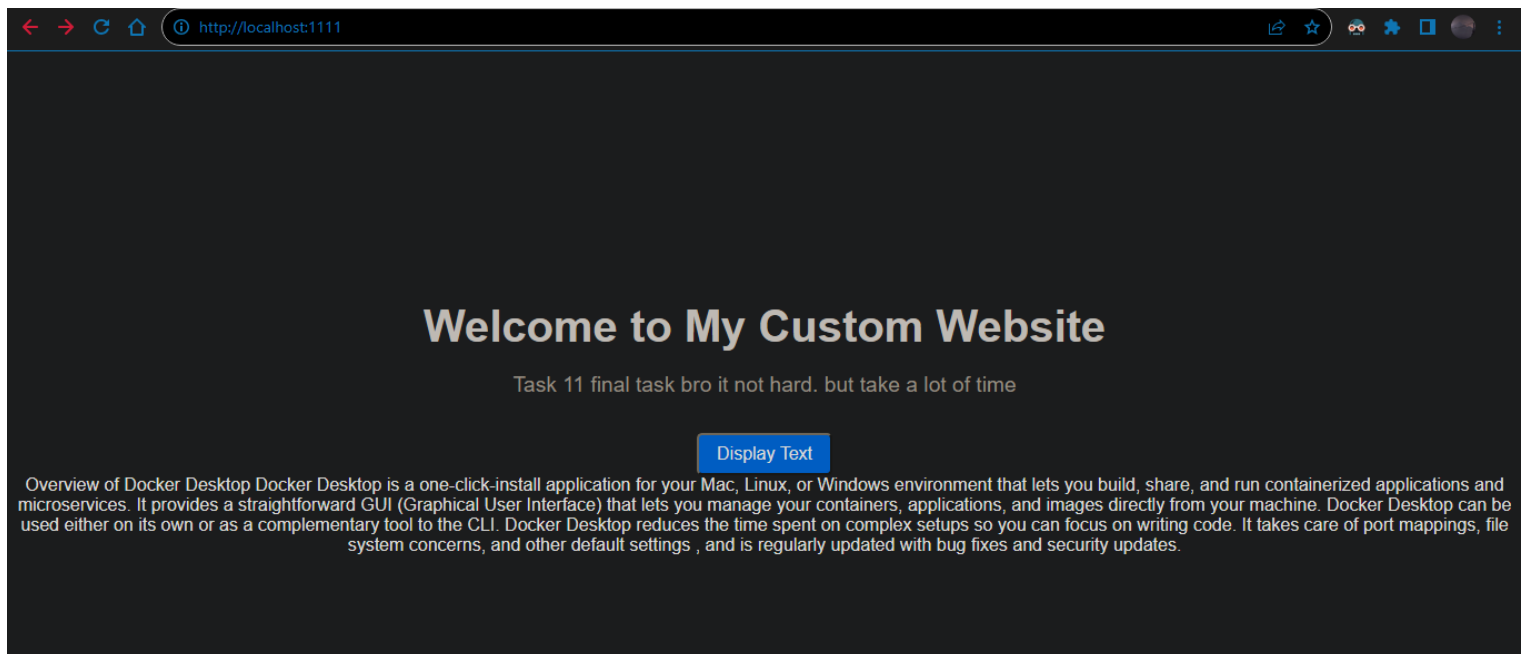 http://localhost:1111
Welcome to My Custom Website
Task 11 final task bro it not hard. but take a lot of time
Display Text
Overview of Docker Desktop Docker Desktop is a one-click-install application for your Mac, Linux, or Windows environment that lets you build, share, and run containerized applications and
microservices. It provides a straightforward GUI (Graphical User Interface) that lets you manage your containers, applications, and images directly from your machine. Docker Desktop can be
used either on its own or as a complementary tool to the CLI. Docker Desktop reduces the time spent on complex setups so you can focus on writing code. It takes care of port mappings, file
system concerns, and other default settings , and is regularly updated with bug fixes and security updates.